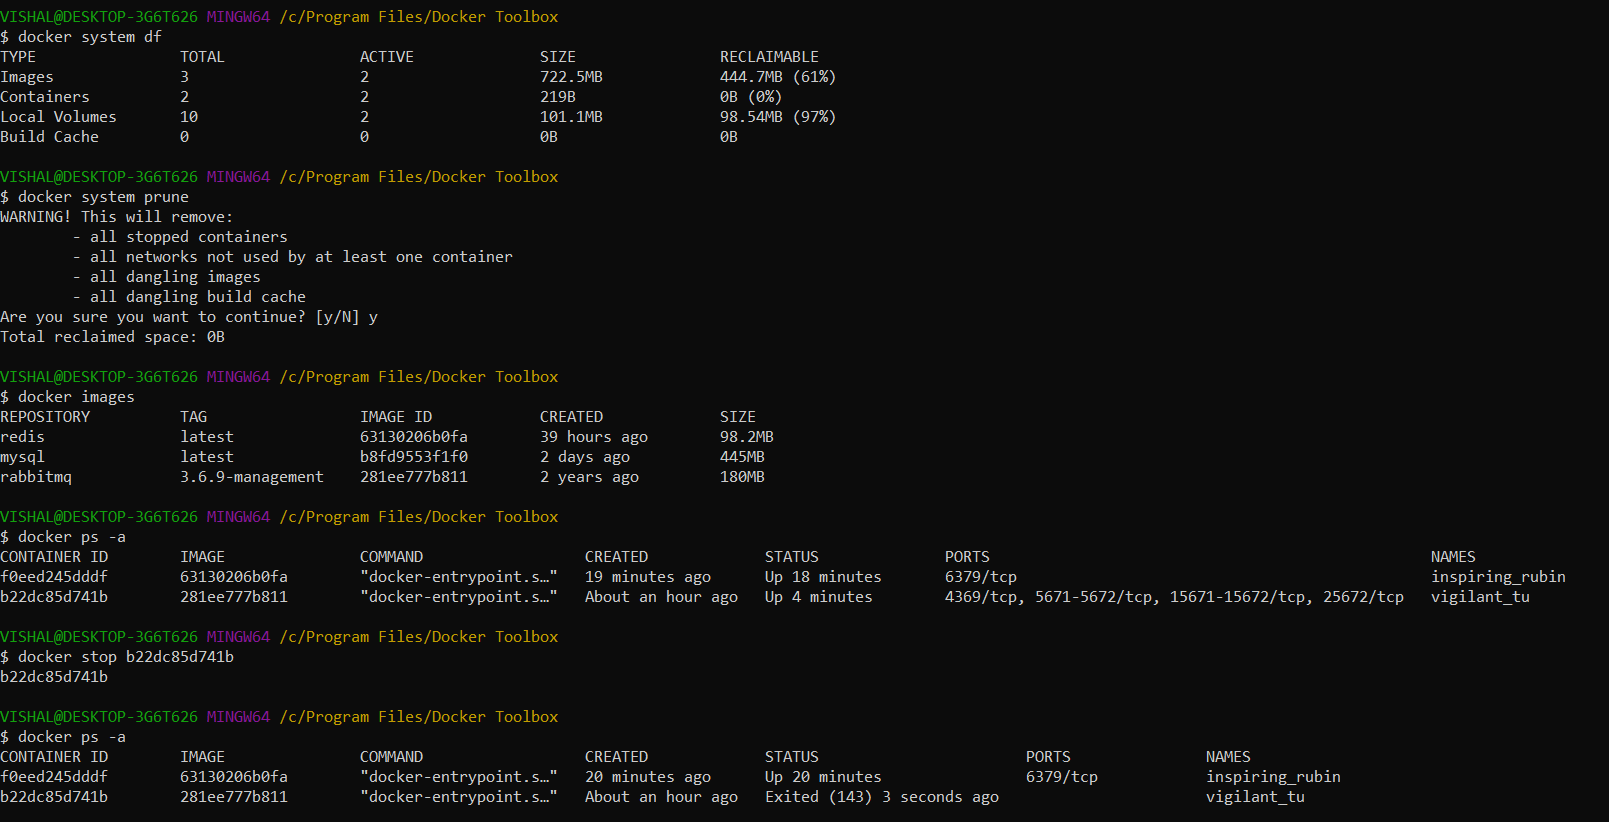 VISHAL@DESKTOP-3G6T626 MINGW64 /c/Program Files/Docker Toolbox
$ docker system df
TYPE TOTAL ACTIVE SIZE RECLAIMABLE
Images 3 2 722.5MB 444.7MB (61%)
Containers 2 2 219B 0B (0%)
Local Volumes 10 2 101.1MB 98.54MB (97%)
Build Cache 0 0 0B 0B
VISHAL@DESKTOP-3G6T626 MINGW64 /c/Program Files/Docker Toolbox
$ docker system prune
WARNING! This will remove:
- all stopped containers
- all networks not used by at least one container
- all dangling images
- all dangling build cache
Are you sure you want to continue? [y/N] y
Total reclaimed space: 0B
VISHAL@DESKTOP-3G6T626 MINGW64 /c/Program Files/Docker Toolbox
$ docker images
REPOSITORY TAG IMAGE ID CREATED SIZE
redis latest 63130206b0fa 39 hours ago 98.2MB
mysql latest b8fd9553f1f0 2 days ago 445MB
rabbitmq 3.6.9-management 281ee777b811 2 years ago 180MB
VISHAL@DESKTOP-3G6T626 MINGW64 /c/Program Files/Docker Toolbox
$ docker ps -a
CONTAINER ID IMAGE COMMAND CREATED STATUS PORTS NAMES
f0eed245dddf 63130206b0fa "docker-entrypoint.s…" 19 minutes ago Up 18 minutes 6379/tcp inspiring_rubin
b22dc85d741b 281ee777b811 "docker-entrypoint.s…" About an hour ago Up 4 minutes 4369/tcp, 5671-5672/tcp, 15671-15672/tcp, 25672/tcp vigilant_tu
VISHAL@DESKTOP-3G6T626 MINGW64 /c/Program Files/Docker Toolbox
$ docker stop b22dc85d741b
b22dc85d741b
VISHAL@DESKTOP-3G6T626 MINGW64 /c/Program Files/Docker Toolbox
$ docker ps -a
CONTAINER ID IMAGE COMMAND CREATED STATUS PORTS NAMES
f0eed245dddf 63130206b0fa "docker-entrypoint.s…" 20 minutes ago Up 20 minutes 6379/tcp inspiring_rubin
b22dc85d741b 281ee777b811 "docker-entrypoint.s…" About an hour ago Exited (143) 3 seconds ago vigilant_tu